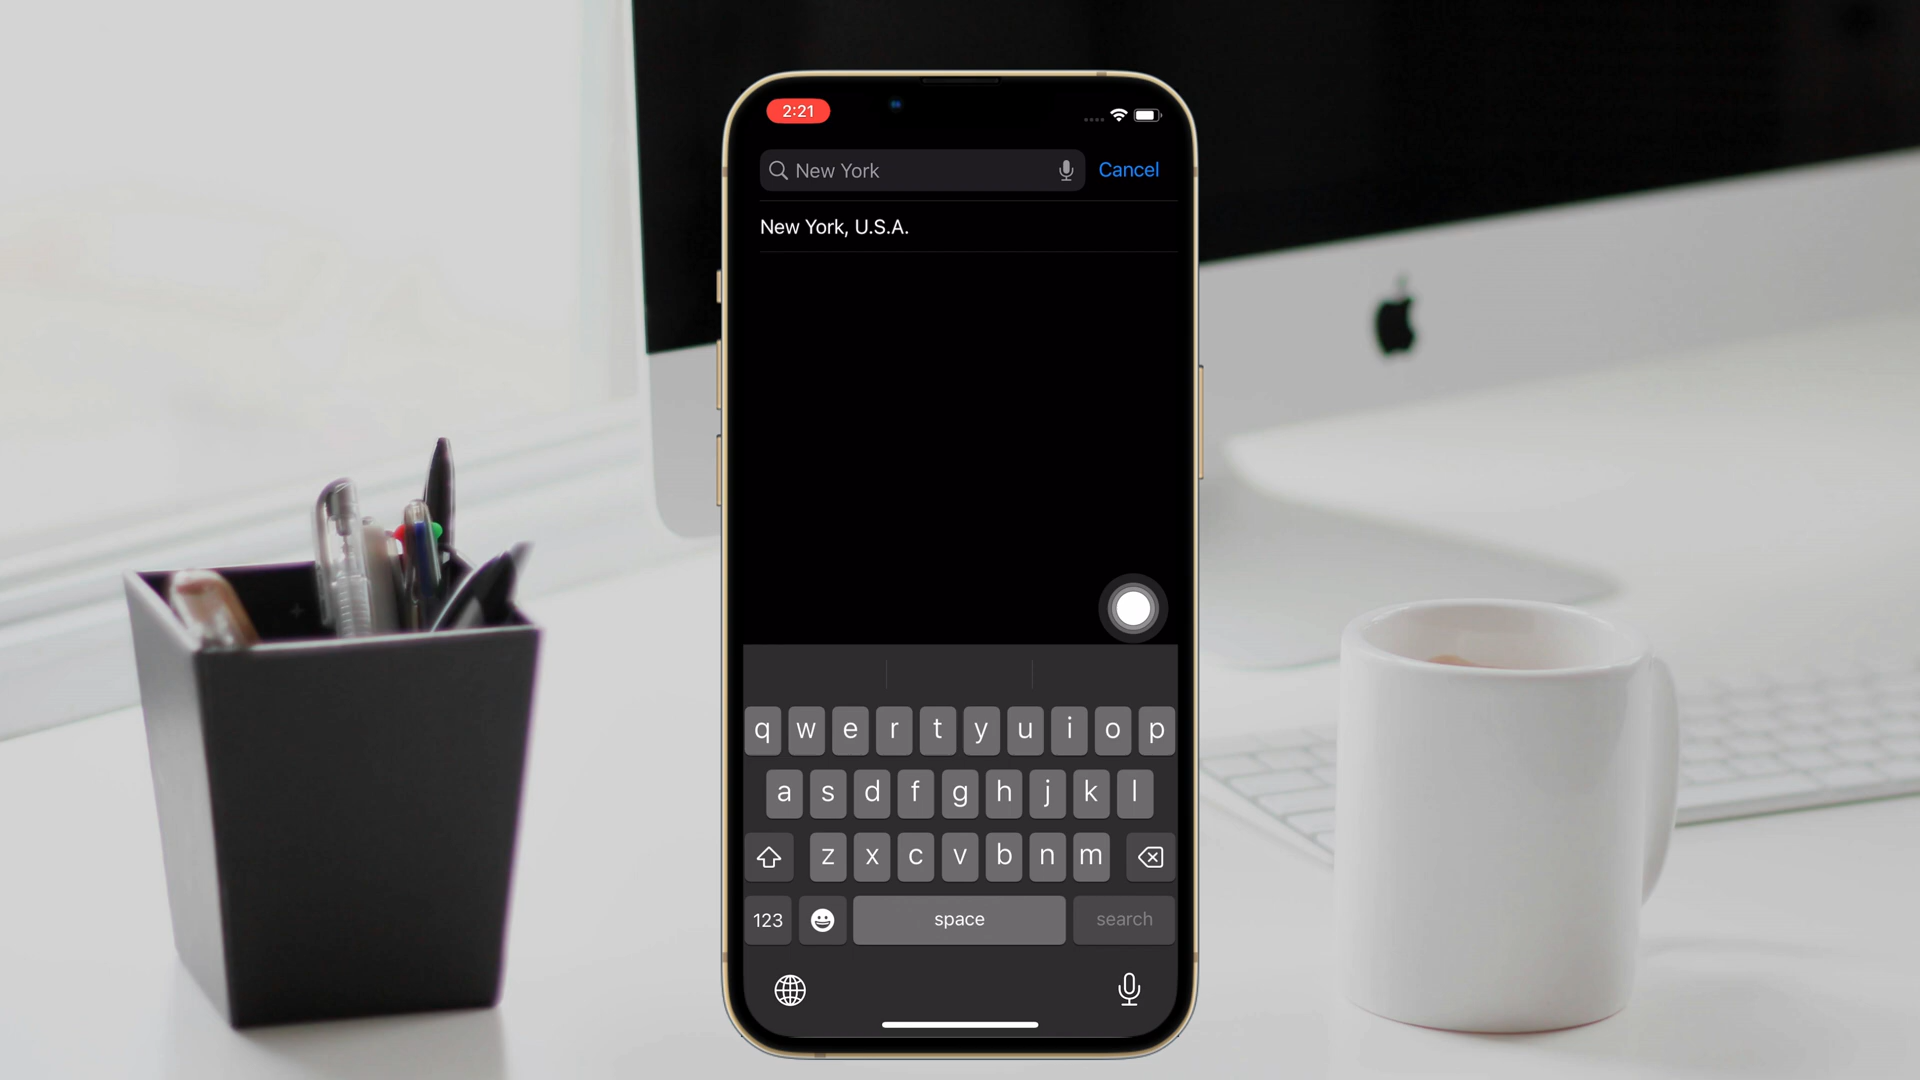 2:21
New York
Cancel
New York, U.S.A.
q w e r t y u i o p
a s d f g h j k l
z x c v b n m
123
space
search